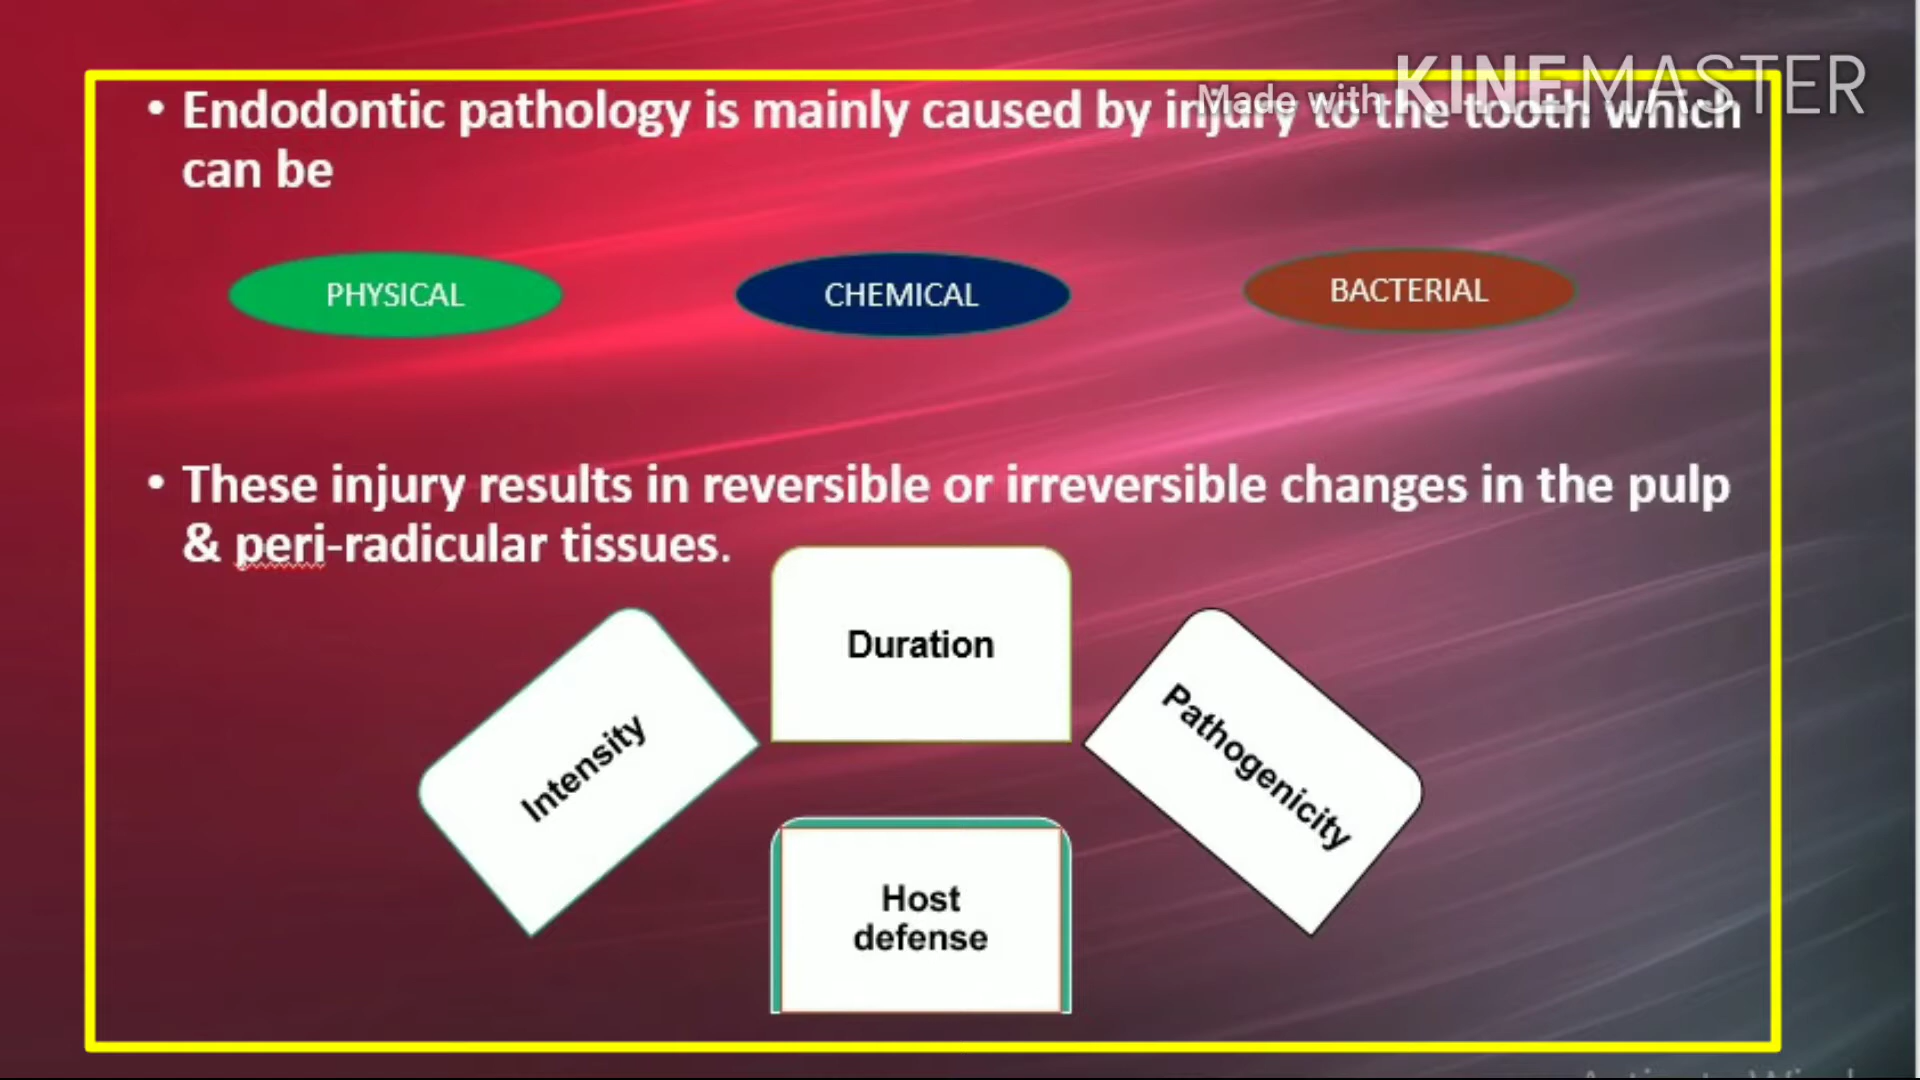 Made with KINEMASTER
• Endodontic pathology is mainly caused by injury to the tooth which
can be
PHYSICAL
CHEMICAL
BACTERIAL
• These injury results in reversible or irreversible changes in the pulp
& peri-radicular tissues.
Duration
Intensity
Pathogenicity
Host
defense